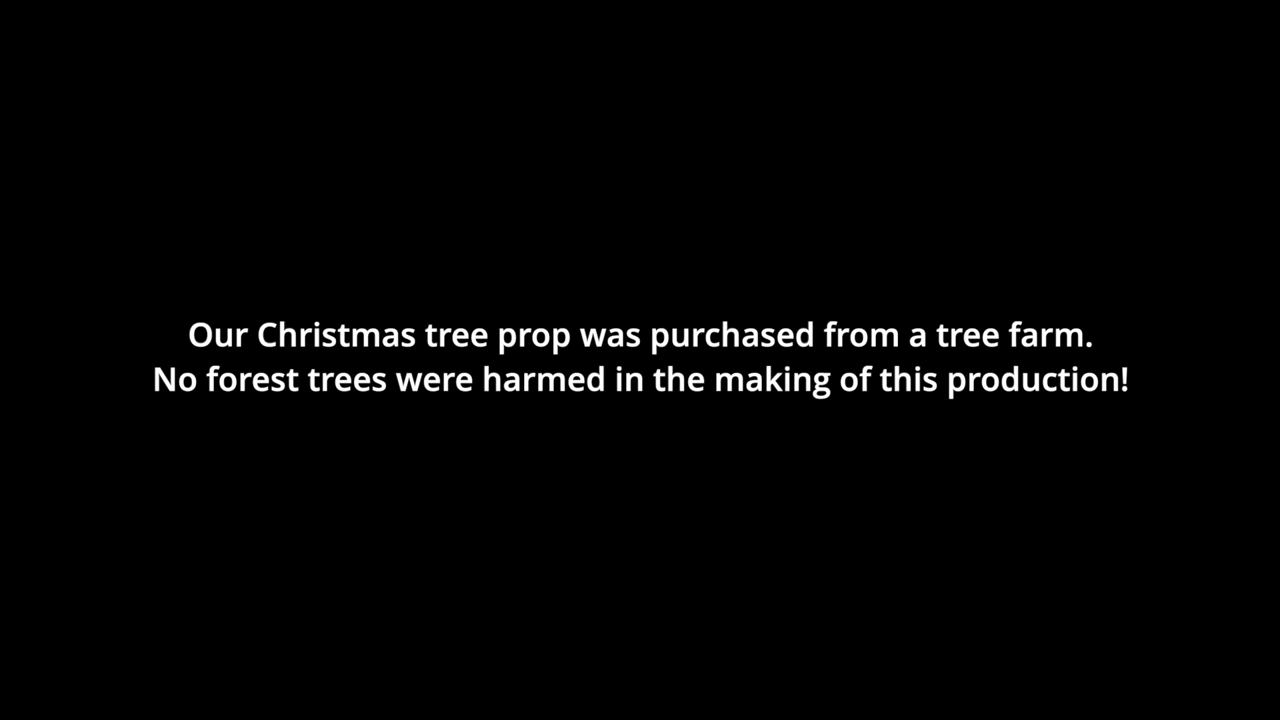 Our Christmas tree prop was purchased from a tree farm.
No forest trees were harmed in the making of this production!